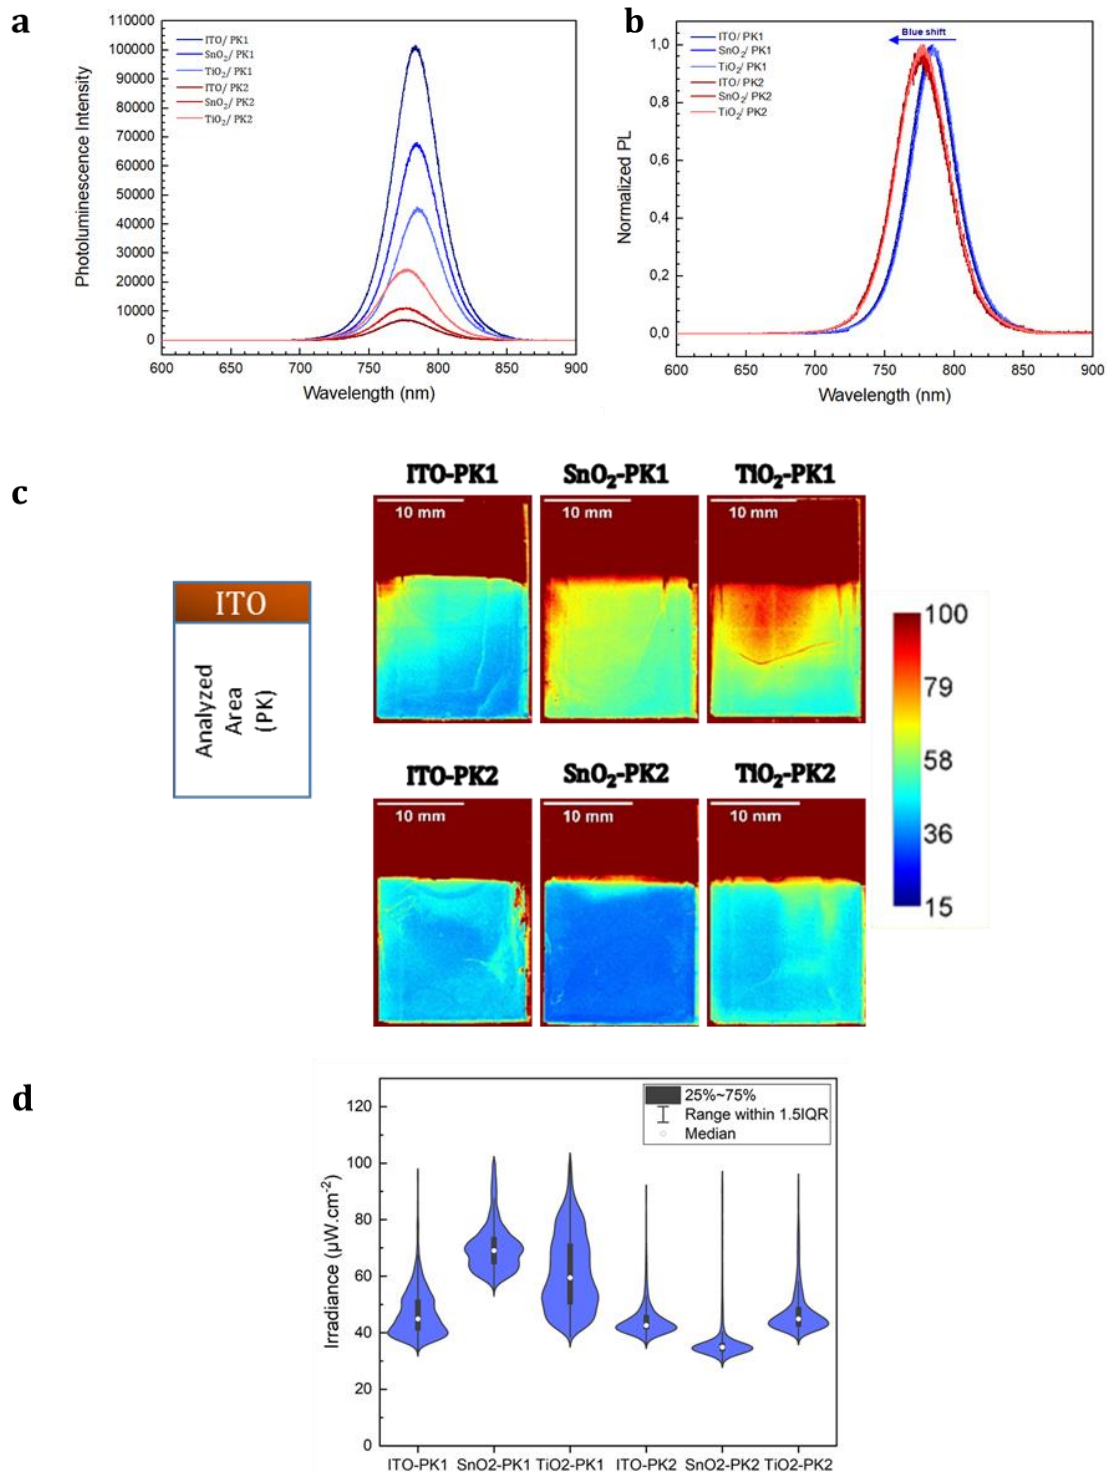 a
110000
100000
90000
80000
70000
60000
50000
40000
30000
20000
10000
0
Photoluminescence Intensity
ITO/ PK1
SnO₂/ PK1
TiO₂/ PK1
ITO/ PK2
SnO₂/ PK2
TiO₂/ PK2
600 650 700 750 800 850 900
Wavelength (nm)
b
1,0
0,8
0,6
0,4
0,2
0,0
Normalized PL
ITO/ PK1
SnO₂/ PK1
TiO₂/ PK1
ITO/ PK2
SnO₂/ PK2
TiO₂/ PK2
Blue shift
600 650 700 750 800 850 900
Wavelength (nm)
c
ITO
Analyzed
Area
(PK)
ITO-PK1 SnO₂-PK1 TiO₂-PK1
10 mm 10 mm 10 mm
ITO-PK2 SnO₂-PK2 TiO₂-PK2
10 mm 10 mm 10 mm
100
79
58
36
15
d
120
100
80
60
40
20
0
Irradiance (µW.cm⁻²)
25%~75%
Range within 1.5IQR
Median
ITO-PK1 SnO2-PK1 TiO2-PK1 ITO-PK2 SnO2-PK2 TiO2-PK2